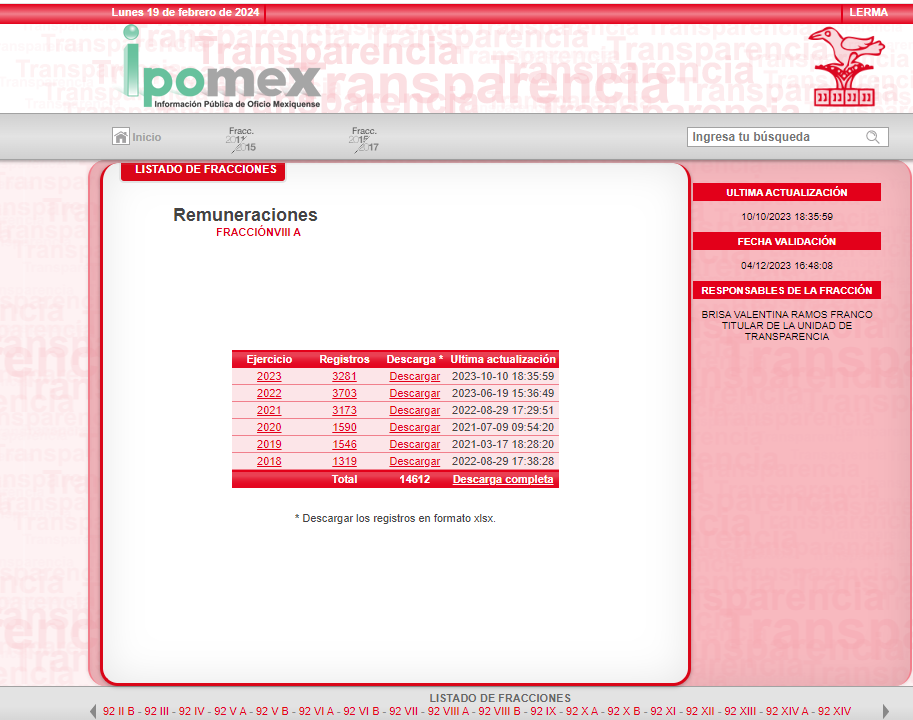 Lunes 19 de febrero de 2024
LERMA
ipomex
Información Pública de Oficio Mexiquense
Inicio
Fracc.
2015
Fracc.
2017
Ingresa tu búsqueda
LISTADO DE FRACCIONES
Remuneraciones
FRACCIÓNVIII A
Ejercicio Registros Descarga * Ultima actualización
2023 3281 Descargar 2023-10-10 18:35:59
2022 3703 Descargar 2023-06-19 15:36:49
2021 3173 Descargar 2022-08-29 17:29:51
2020 1590 Descargar 2021-07-09 09:54:20
2019 1546 Descargar 2021-03-17 18:28:20
2018 1319 Descargar 2022-08-29 17:38:28
Total 14612 Descarga completa
* Descargar los registros en formato xlsx.
ULTIMA ACTUALIZACIÓN
10/10/2023 18:35:59
FECHA VALIDACIÓN
04/12/2023 16:48:08
RESPONSABLES DE LA FRACCIÓN
BRISA VALENTINA RAMOS FRANCO
TITULAR DE LA UNIDAD DE
TRANSPARENCIA
LISTADO DE FRACCIONES
92 II B - 92 III - 92 IV - 92 V A - 92 V B - 92 VI A - 92 VI B - 92 VII - 92 VIII A - 92 VIII B - 92 IX - 92 X A - 92 X B - 92 XI - 92 XII - 92 XIII - 92 XIV A - 92 XIV